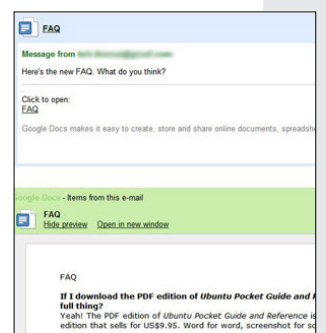 FAQ
Message from
Here's the new FAQ. What do you think?
Click to open:
FAQ
Google Docs makes it easy to create, store and share online documents, spreadsh
Google Docs - Items from this e-mail
FAQ
Hide preview Open in new window
FAQ
If I download the PDF edition of Ubuntu Pocket Guide and R
full thing?
Yeah! The PDF edition of Ubuntu Pocket Guide and Reference is
edition that sells for US$9.95. Word for word, screenshot for s